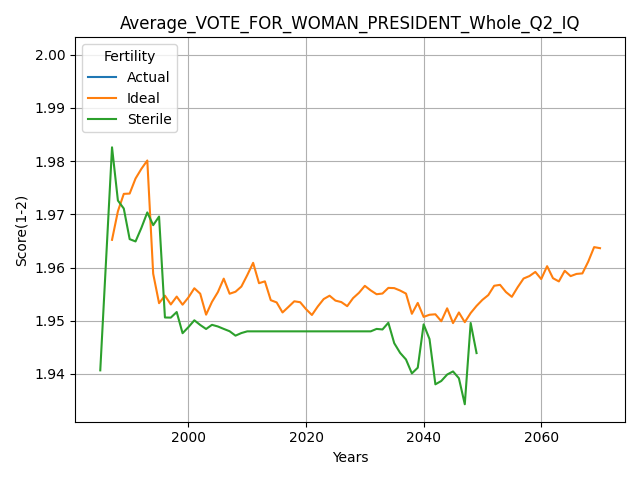 Average_VOTE_FOR_WOMAN_PRESIDENT_Whole_Q2_IQ
Fertility
Actual
Ideal
Sterile
Score(1-2)
2.00
1.99
1.98
1.97
1.96
1.95
1.94
2000 2020 2040 2060
Years